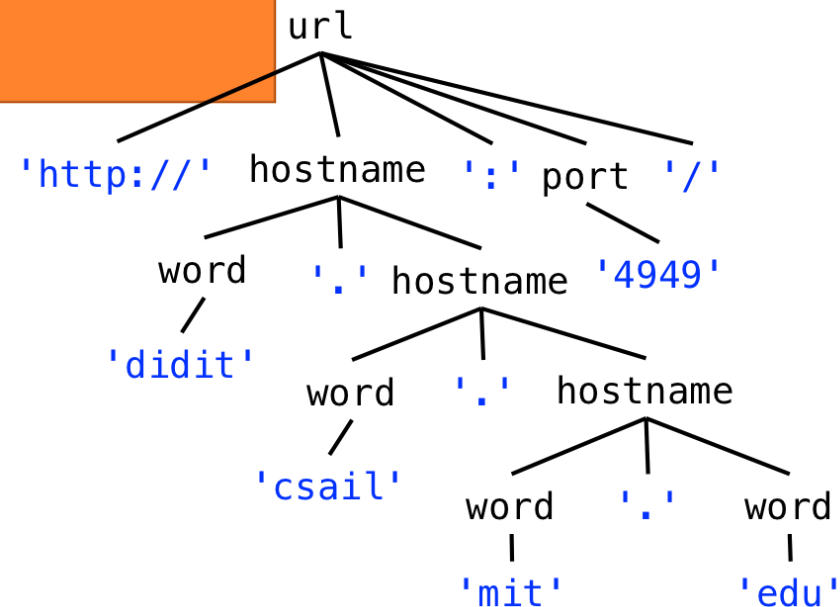 url
'http://' hostname ':' port '/'
word '.' hostname '4949'
'didit'
word '.' hostname
'csail'
word '.' word
'mit' 'edu'